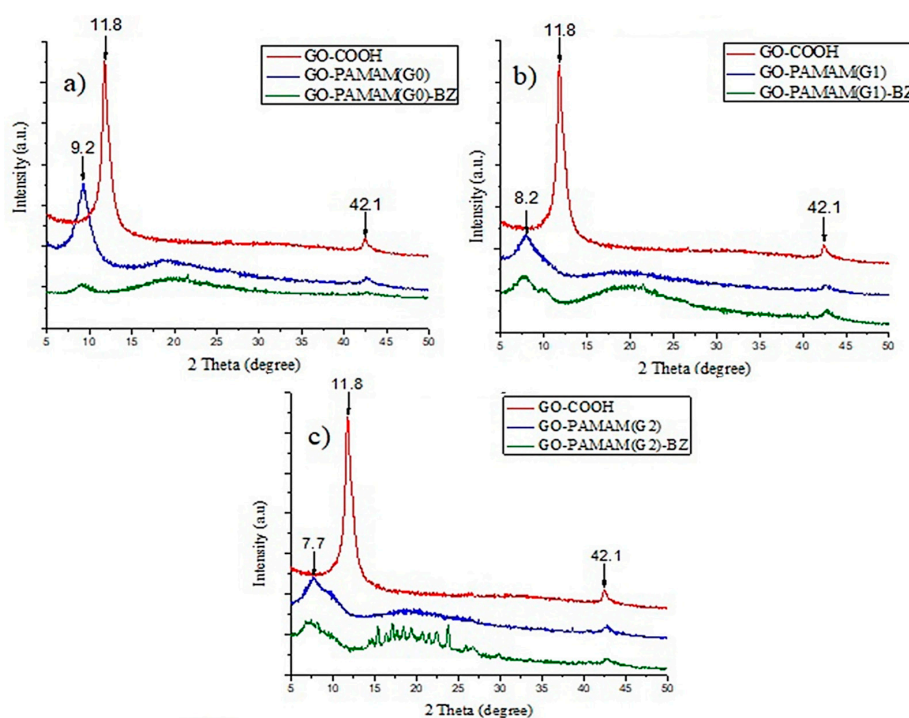 11.8
a)
GO-COOH
GO-PAMAM(G0)
GO-PAMAM(G0)-BZ
9.2
42.1
Intensity (a.u.)
5 10 15 20 25 30 35 40 45 50
2 Theta (degree)
11.8
b)
GO-COOH
GO-PAMAM(G1)
GO-PAMAM(G1)-BZ
8.2
42.1
Intensity (a.u.)
5 10 15 20 25 30 35 40 45 50
2 Theta (degree)
11.8
c)
GO-COOH
GO-PAMAM(G2)
GO-PAMAM(G2)-BZ
7.7
42.1
Intensity (a.u)
5 10 15 20 25 30 35 40 45 50
2 Theta (degree)